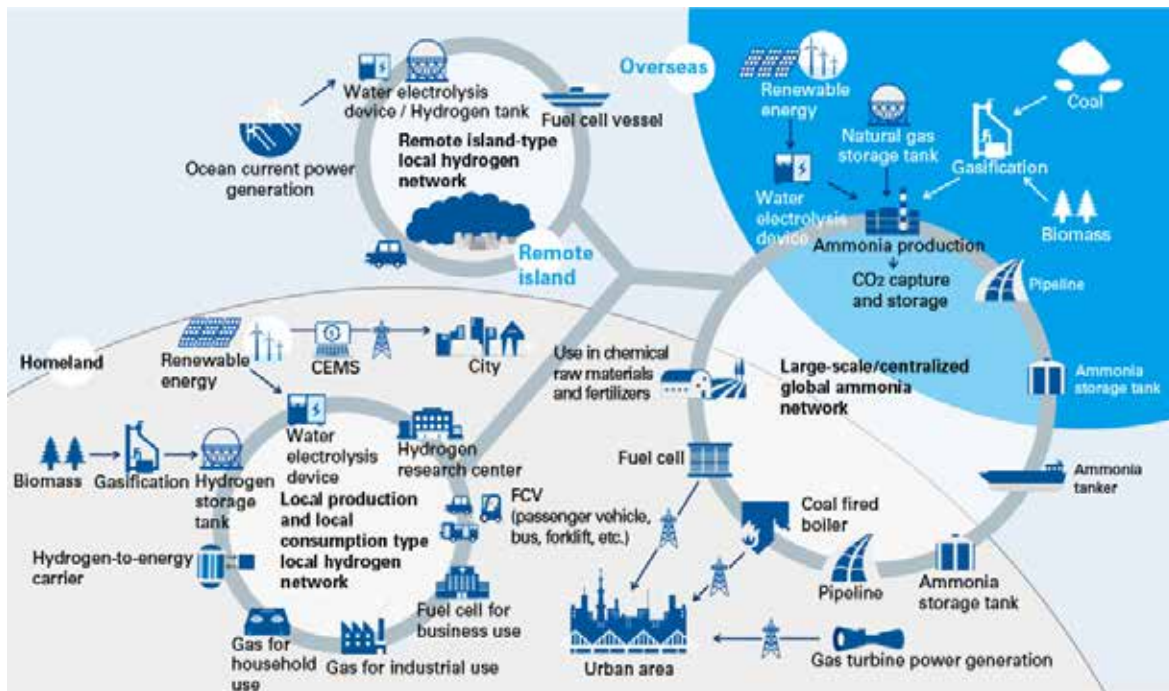 Water electrolysis
device / Hydrogen tank
Fuel cell vessel
Ocean current power
generation
Remote island-type
local hydrogen
network
Remote
island
Overseas
Renewable
energy
Natural gas
storage tank
Coal
Gasification
Water
electrolysis
device
Biomass
Ammonia production
CO2 capture
and storage
Pipeline
Ammonia
storage tank
Large-scale/centralized
global ammonia
network
Use in chemical
raw materials
and fertilizers
Fuel cell
Coal fired
boiler
Ammonia
tanker
Pipeline
Ammonia
storage tank
Urban area
Gas turbine power generation
Homeland
Renewable
energy
CEMS
City
Water
electrolysis
device
Hydrogen
research center
Biomass
Gasification
Hydrogen
storage
tank
Local production
and local
consumption type
local hydrogen
network
FCV
(passenger vehicle,
bus, forklift, etc.)
Hydrogen-to-energy
carrier
Fuel cell for
business use
Gas for
household
use
Gas for industrial use